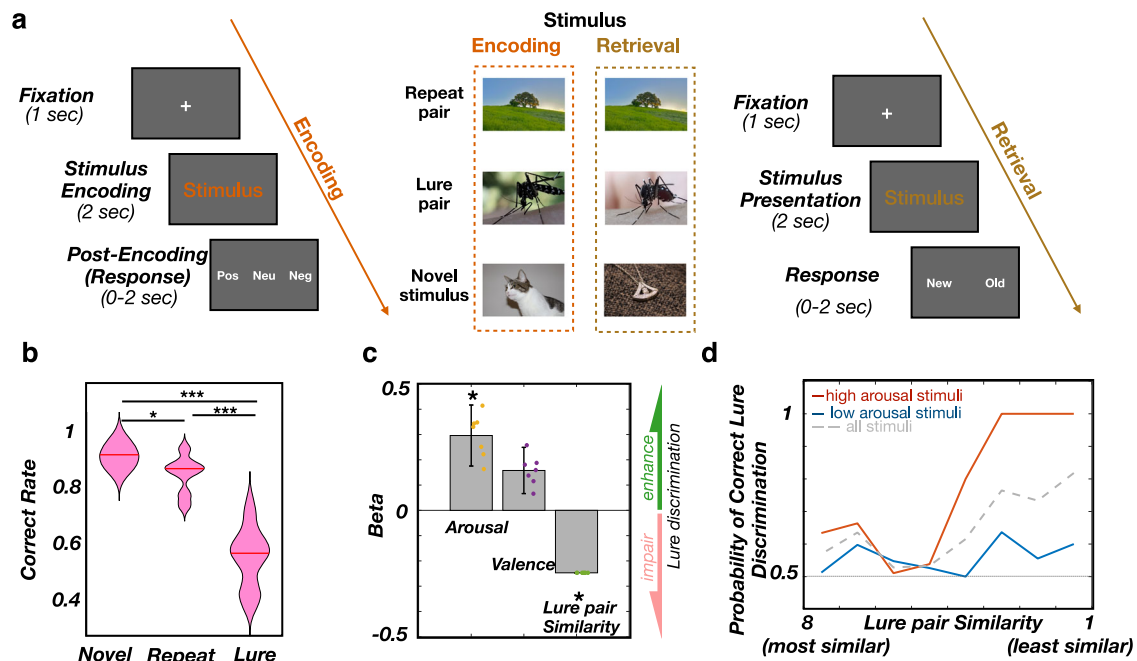 a
Fixation
(1 sec)
Stimulus
Encoding
(2 sec)
Stimulus
Post-Encoding
(Response)
(0-2 sec)
Pos Neu Neg
Encoding
Stimulus
Encoding Retrieval
Repeat
pair
Lure
pair
Novel
stimulus
Fixation
(1 sec)
Stimulus
Presentation
(2 sec)
Stimulus
Response
(0-2 sec)
New Old
Retrieval
b
Correct Rate
1
0.8
0.6
0.4
***
* ***
Novel Repeat Lure
c
Beta
0.5
0
-0.5
*
Arousal
Valence
*
Lure pair
Similarity
enhance
impair
Lure discrimination
d
Probability of Correct Lure
Discrimination
1
0.5
high arousal stimuli
low arousal stimuli
all stimuli
8 Lure pair Similarity 1
(most similar) (least similar)